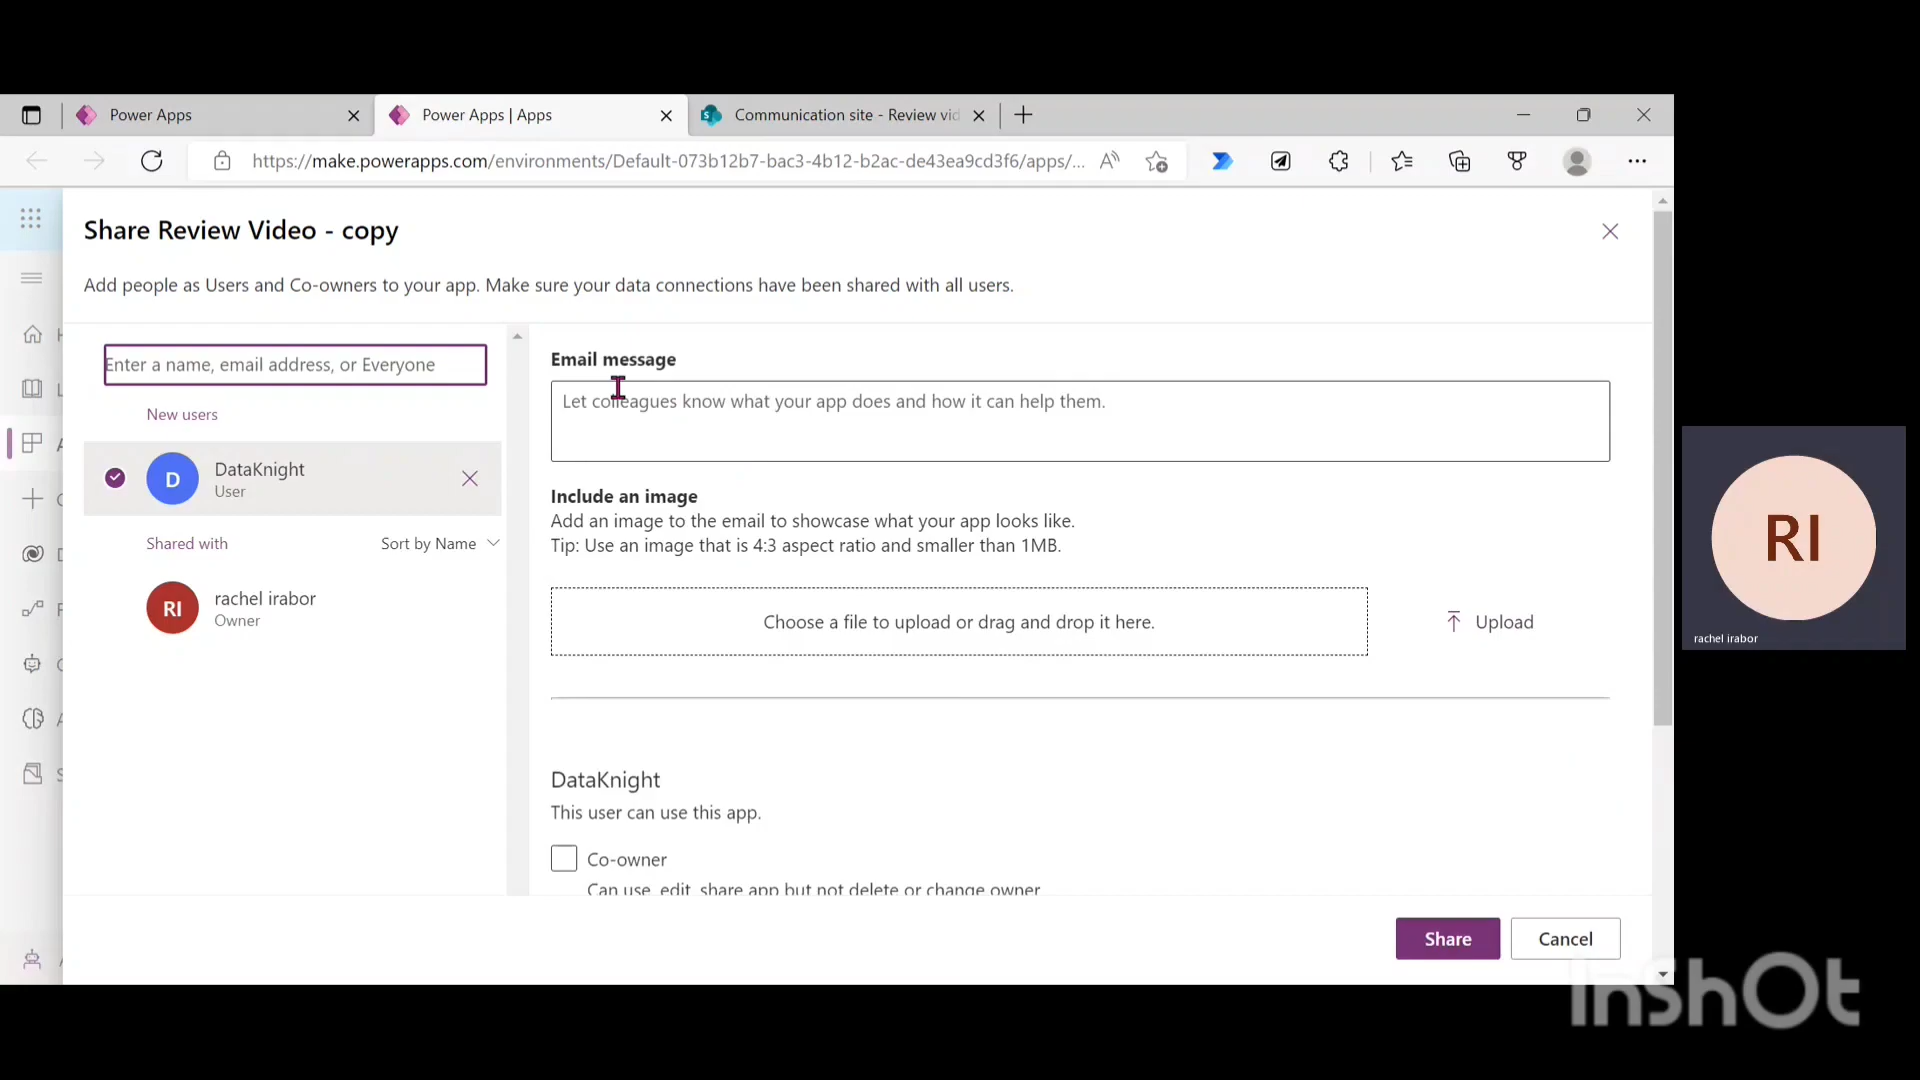 Power Apps
Power Apps | Apps
Communication site - Review vid
https://make.powerapps.com/environments/Default-073b12b7-bac3-4b12-b2ac-de43ea9cd3f6/apps/...
Share Review Video - copy
Add people as Users and Co-owners to your app. Make sure your data connections have been shared with all users.
Enter a name, email address, or Everyone
New users
D
DataKnight
User
Shared with
Sort by Name
RI
rachel irabor
Owner
Email message
Let colleagues know what your app does and how it can help them.
Include an image
Add an image to the email to showcase what your app looks like.
Tip: Use an image that is 4:3 aspect ratio and smaller than 1MB.
Choose a file to upload or drag and drop it here.
Upload
DataKnight
This user can use this app.
Co-owner
Can use, edit, share app but not delete or change owner
Share
Cancel
RI
rachel irabor
InShOt